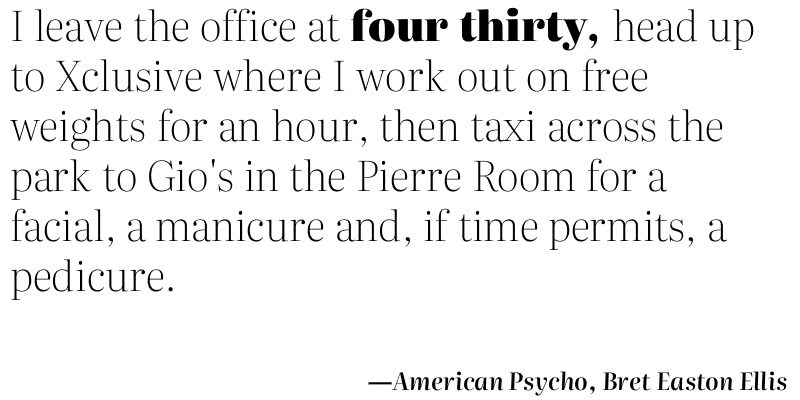 I leave the office at four thirty, head up
to Xclusive where I work out on free
weights for an hour, then taxi across the
park to Gio's in the Pierre Room for a
facial, a manicure and, if time permits, a
pedicure.
—American Psycho, Bret Easton Ellis